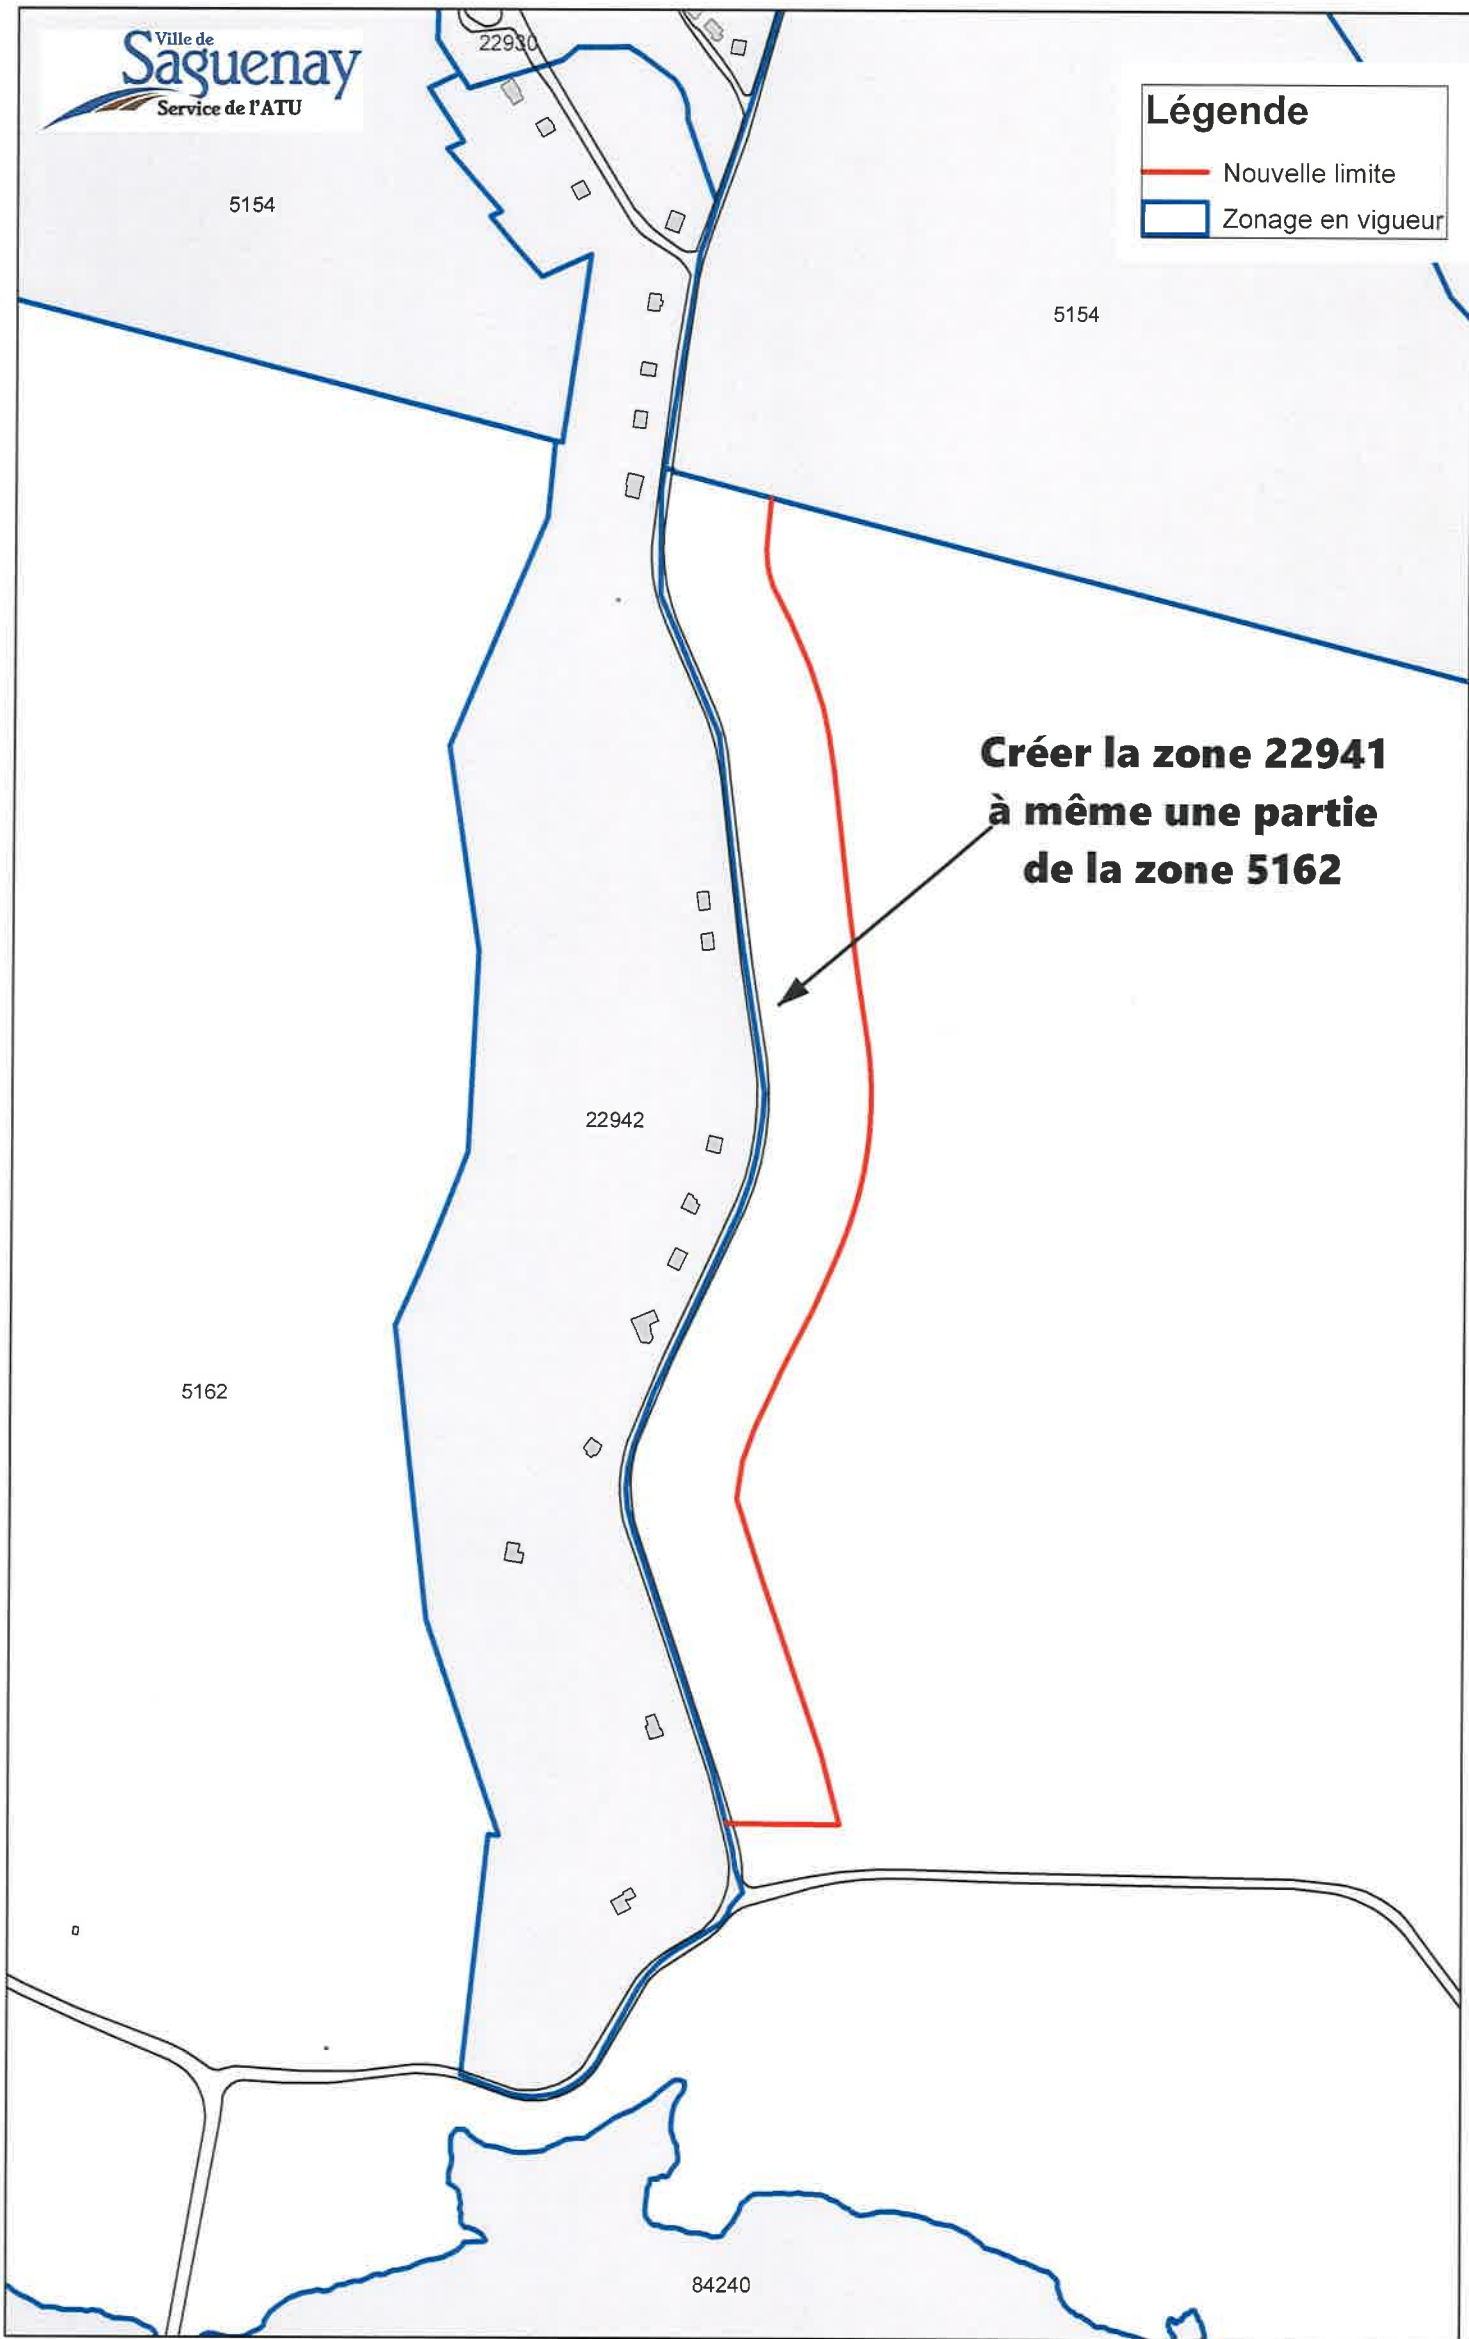 Ville de
Saguenay
Service de l'ATU
22930
Légende
Nouvelle limite
Zonage en vigueur
5154
5154
Créer la zone 22941
à même une partie
de la zone 5162
22942
5162
84240